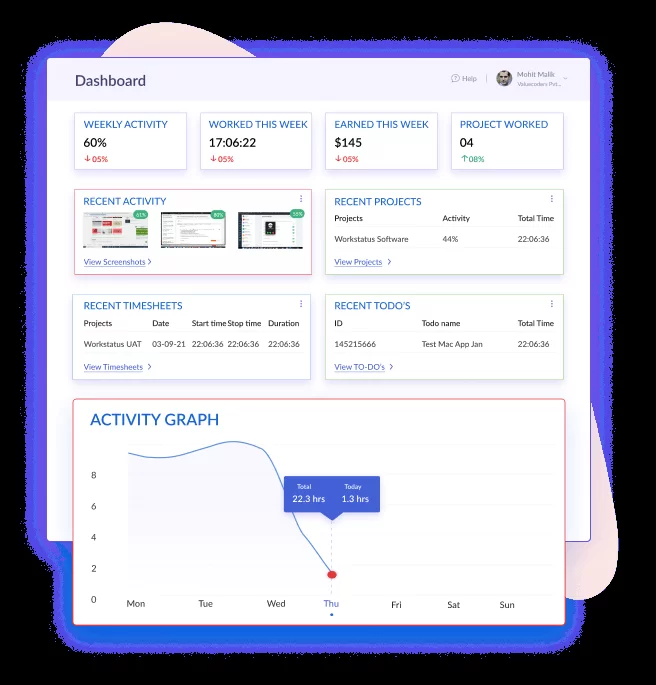 Dashboard
Help
Mohit Malik
Valuecoders Pvt...
WEEKLY ACTIVITY
60%
05%
WORKED THIS WEEK
17:06:22
05%
EARNED THIS WEEK
$145
05%
PROJECT WORKED
04
08%
RECENT ACTIVITY
61%
80%
View Screenshots
RECENT PROJECTS
Projects Activity Total Time
Workstatus Software 44% 22:06:36
View Projects
RECENT TIMESHEETS
Projects Date Start time Stop time Duration
Workstatus UAT 03-09-21 22:06:36 22:06:36 22:06:36
View Timesheets
RECENT TODO'S
ID Todo name Total Time
145215666 Test Mac App Jan 22:06:36
View TO-DO's
ACTIVITY GRAPH
8
6
4
2
0
Total Today
22.3 hrs 1.3 hrs
Mon Tue Wed Thu Fri Sat Sun